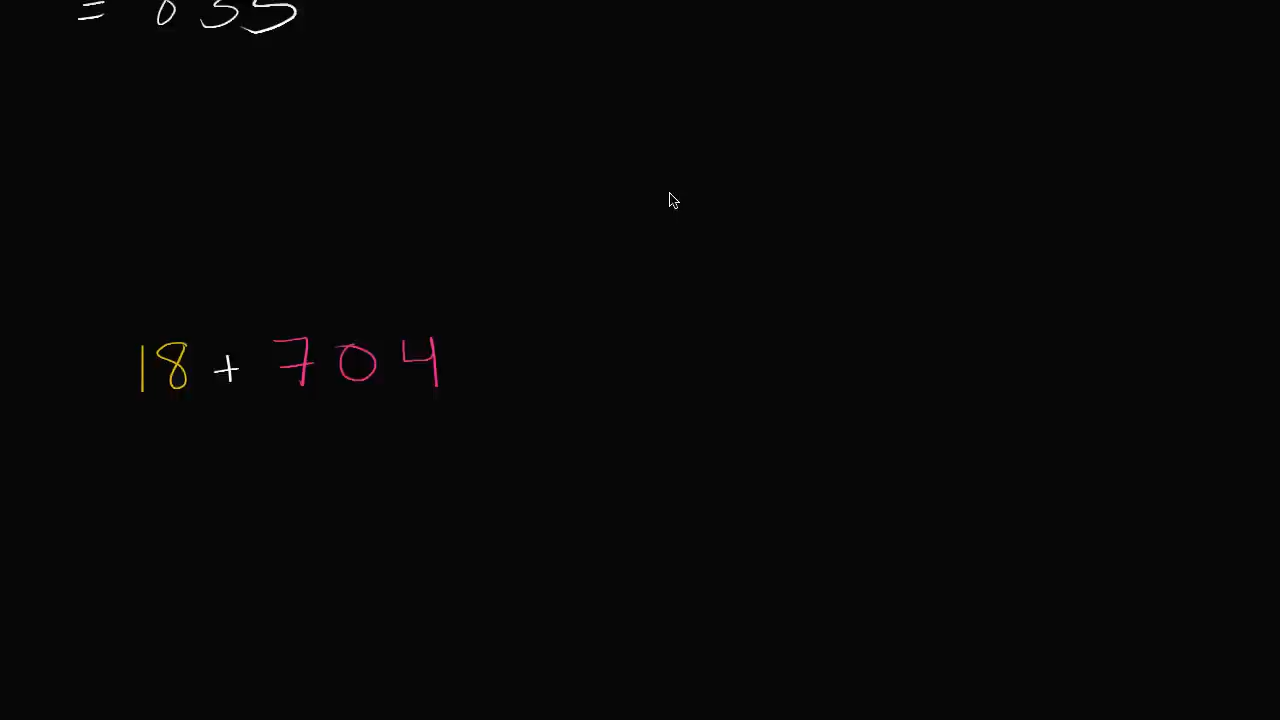 =
18 + 704